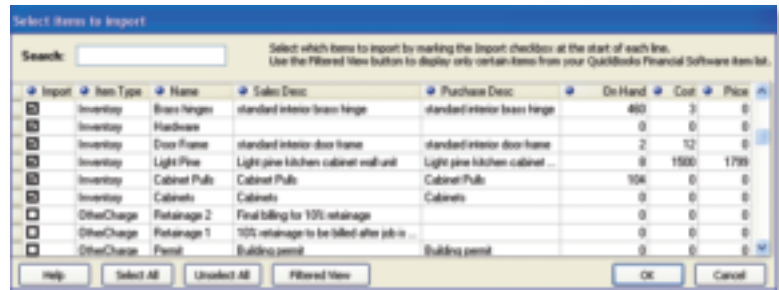 Select Items to Import
Search: Select which items to import by marking the Import checkbox at the start of each line.
Use the Filtered View button to display only certain items from your QuickBooks Financial Software item list.
Import Item Type Name Sales Desc Purchase Desc On Hand Cost Price
Inventory Brass hinges standard interior brass hinge standard interior brass hinge 460 3 0
Inventory Hardware 0 0 0
Inventory Door Frame standard interior door frame standard interior door frame 2 12 0
Inventory Light Pine Light pine kitchen cabinet wall unit Light pine kitchen cabinet ... 8 1500 1799
Inventory Cabinet Pulls Cabinet Pulls Cabinet Pulls 104 0 0
Inventory Cabinets Cabinets Cabinets 0 0 0
OtherCharge Retainage 2 Final billing for 10% retainage 0 0 0
OtherCharge Retainage 1 10% retainage to be billed after job is ... 0 0 0
OtherCharge Permit Building permit Building permit 0 0 0
Help Select All Unselect All Filtered View OK Cancel